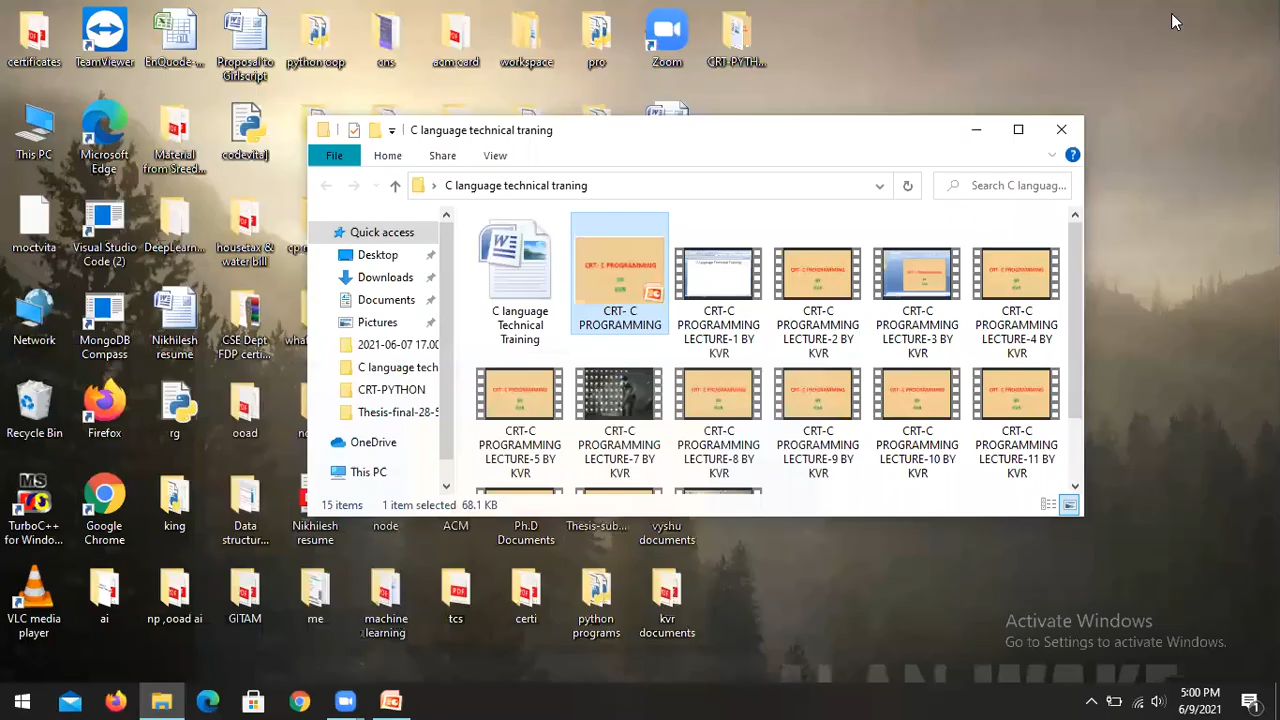 certificates
TeamViewer
EnQuode-...
Proposal to
Girlscript
python oop
cns
acm card
workspace
pro
Zoom
CRT-PYTH...
This PC
Microsoft
Edge
Material
from Sreed...
codevita]
moctvita
Visual Studio
Code (2)
DeepLearn...
housetax &
water bill
Network
MongoDB
Compass
Nikhilesh
resume
CSE Dept
FDP certi...
Recycle Bin
Firefox
rg
ooad
TurboC++
for Windo...
Google
Chrome
king
Data
structur...
Nikhilesh
resume
node
ACM
Ph.D
Documents
Thesis-sub...
vyshu
documents
VLC media
player
ai
np ,ooad ai
GITAM
me
machine
learning
tcs
certi
python
programs
kvr
documents
C language technical traning
File
Home
Share
View
C language technical traning
Search C languag...
Quick access
Desktop
Downloads
Documents
Pictures
2021-06-07 17.00
C language tech
CRT-PYTHON
Thesis-final-28-5
OneDrive
This PC
C language
Technical
Training
CRT- C
PROGRAMMING
CRT-C
PROGRAMMING
LECTURE-1 BY
KVR
CRT-C
PROGRAMMING
LECTURE-2 BY
KVR
CRT-C
PROGRAMMING
LECTURE-3 BY
KVR
CRT-C
PROGRAMMING
LECTURE-4 BY
KVR
CRT-C
PROGRAMMING
LECTURE-5 BY
KVR
CRT-C
PROGRAMMING
LECTURE-7 BY
KVR
CRT-C
PROGRAMMING
LECTURE-8 BY
KVR
CRT-C
PROGRAMMING
LECTURE-9 BY
KVR
CRT-C
PROGRAMMING
LECTURE-10 BY
KVR
CRT-C
PROGRAMMING
LECTURE-11 BY
KVR
15 items
1 item selected 68.1 KB
Activate Windows
Go to Settings to activate Windows.
ALAN WAKE
5:00 PM
6/9/2021